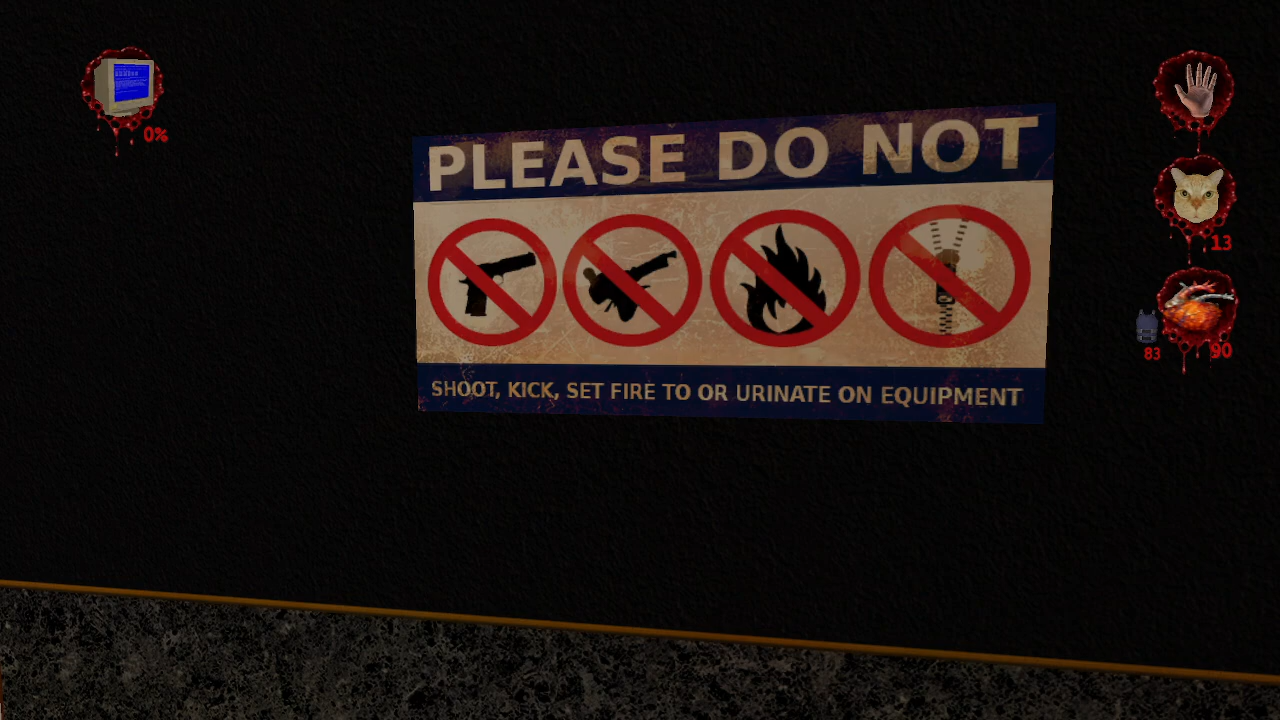 0%
PLEASE DO NOT
SHOOT, KICK, SET FIRE TO OR URINATE ON EQUIPMENT
13
83
90